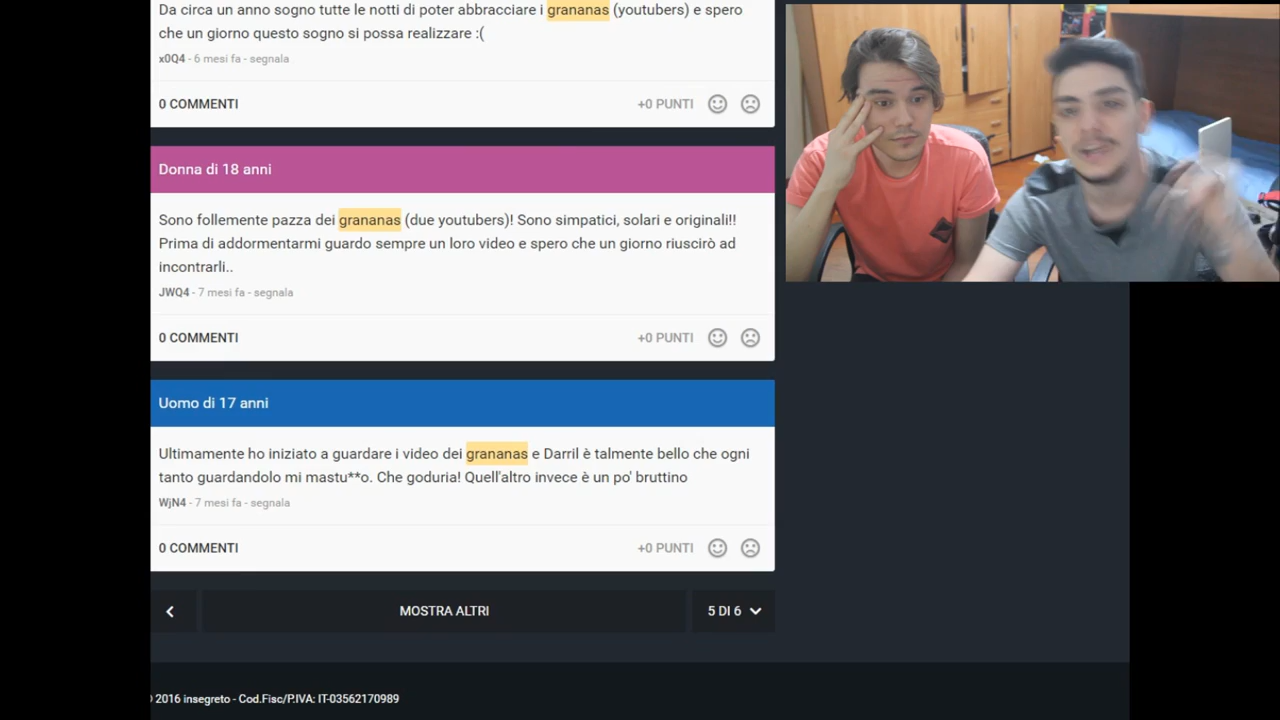 Da circa un anno sogno tutte le notti di poter abbracciare i grananas (youtubers) e spero
che un giorno questo sogno si possa realizzare :(
x0Q4 - 6 mesi fa - segnala
0 COMMENTI +0 PUNTI
Donna di 18 anni
Sono follemente pazza dei grananas (due youtubers)! Sono simpatici, solari e originali!!
Prima di addormentarmi guardo sempre un loro video e spero che un giorno riuscirò ad
incontrarli..
JWQ4 - 7 mesi fa - segnala
0 COMMENTI +0 PUNTI
Uomo di 17 anni
Ultimamente ho iniziato a guardare i video dei grananas e Darril è talmente bello che ogni
tanto guardandolo mi mastu**o. Che goduria! Quell'altro invece è un po' bruttino
WjN4 - 7 mesi fa - segnala
0 COMMENTI +0 PUNTI
MOSTRA ALTRI 5 DI 6
© 2016 insegreto - Cod.Fisc/P.IVA: IT-03562170989